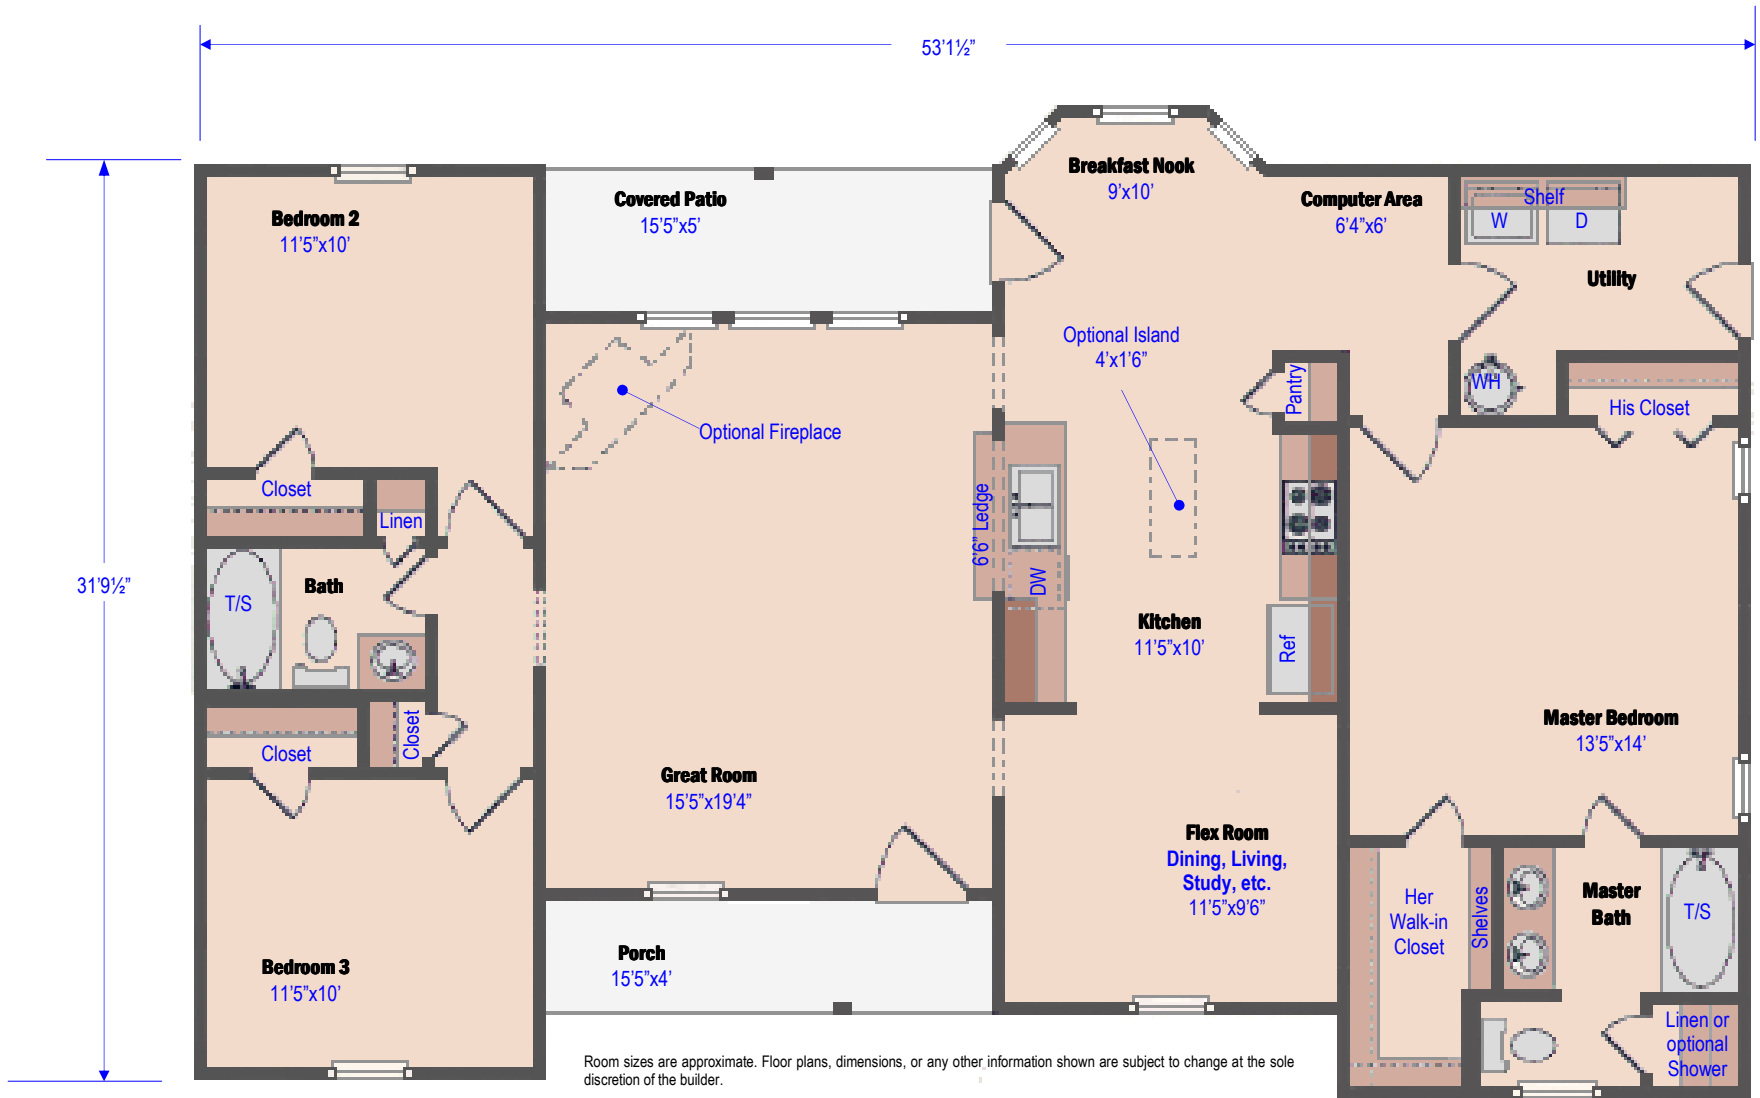 53’1½”
31’9½”
Bedroom 2
11’5”x10’
Covered Patio
15’5”x5’
Breakfast Nook
9’x10’
Computer Area
6’4”x6’
Shelf
W
D
Utility
Optional Island
4’x1’6”
Optional Fireplace
Pantry
WH
His Closet
Closet
Linen
6’6” Ledge
DW
Bath
T/S
Kitchen
11’5”x10’
Ref
Closet
Closet
Master Bedroom
13’5”x14’
Great Room
15’5”x19’4”
Flex Room
Dining, Living,
Study, etc.
11’5”x9’6”
Her
Walk-in
Closet
Shelves
Master
Bath
T/S
Bedroom 3
11’5”x10’
Porch
15’5”x4’
Linen or
optional
Shower
Room sizes are approximate. Floor plans, dimensions, or any other information shown are subject to change at the sole
discretion of the builder.